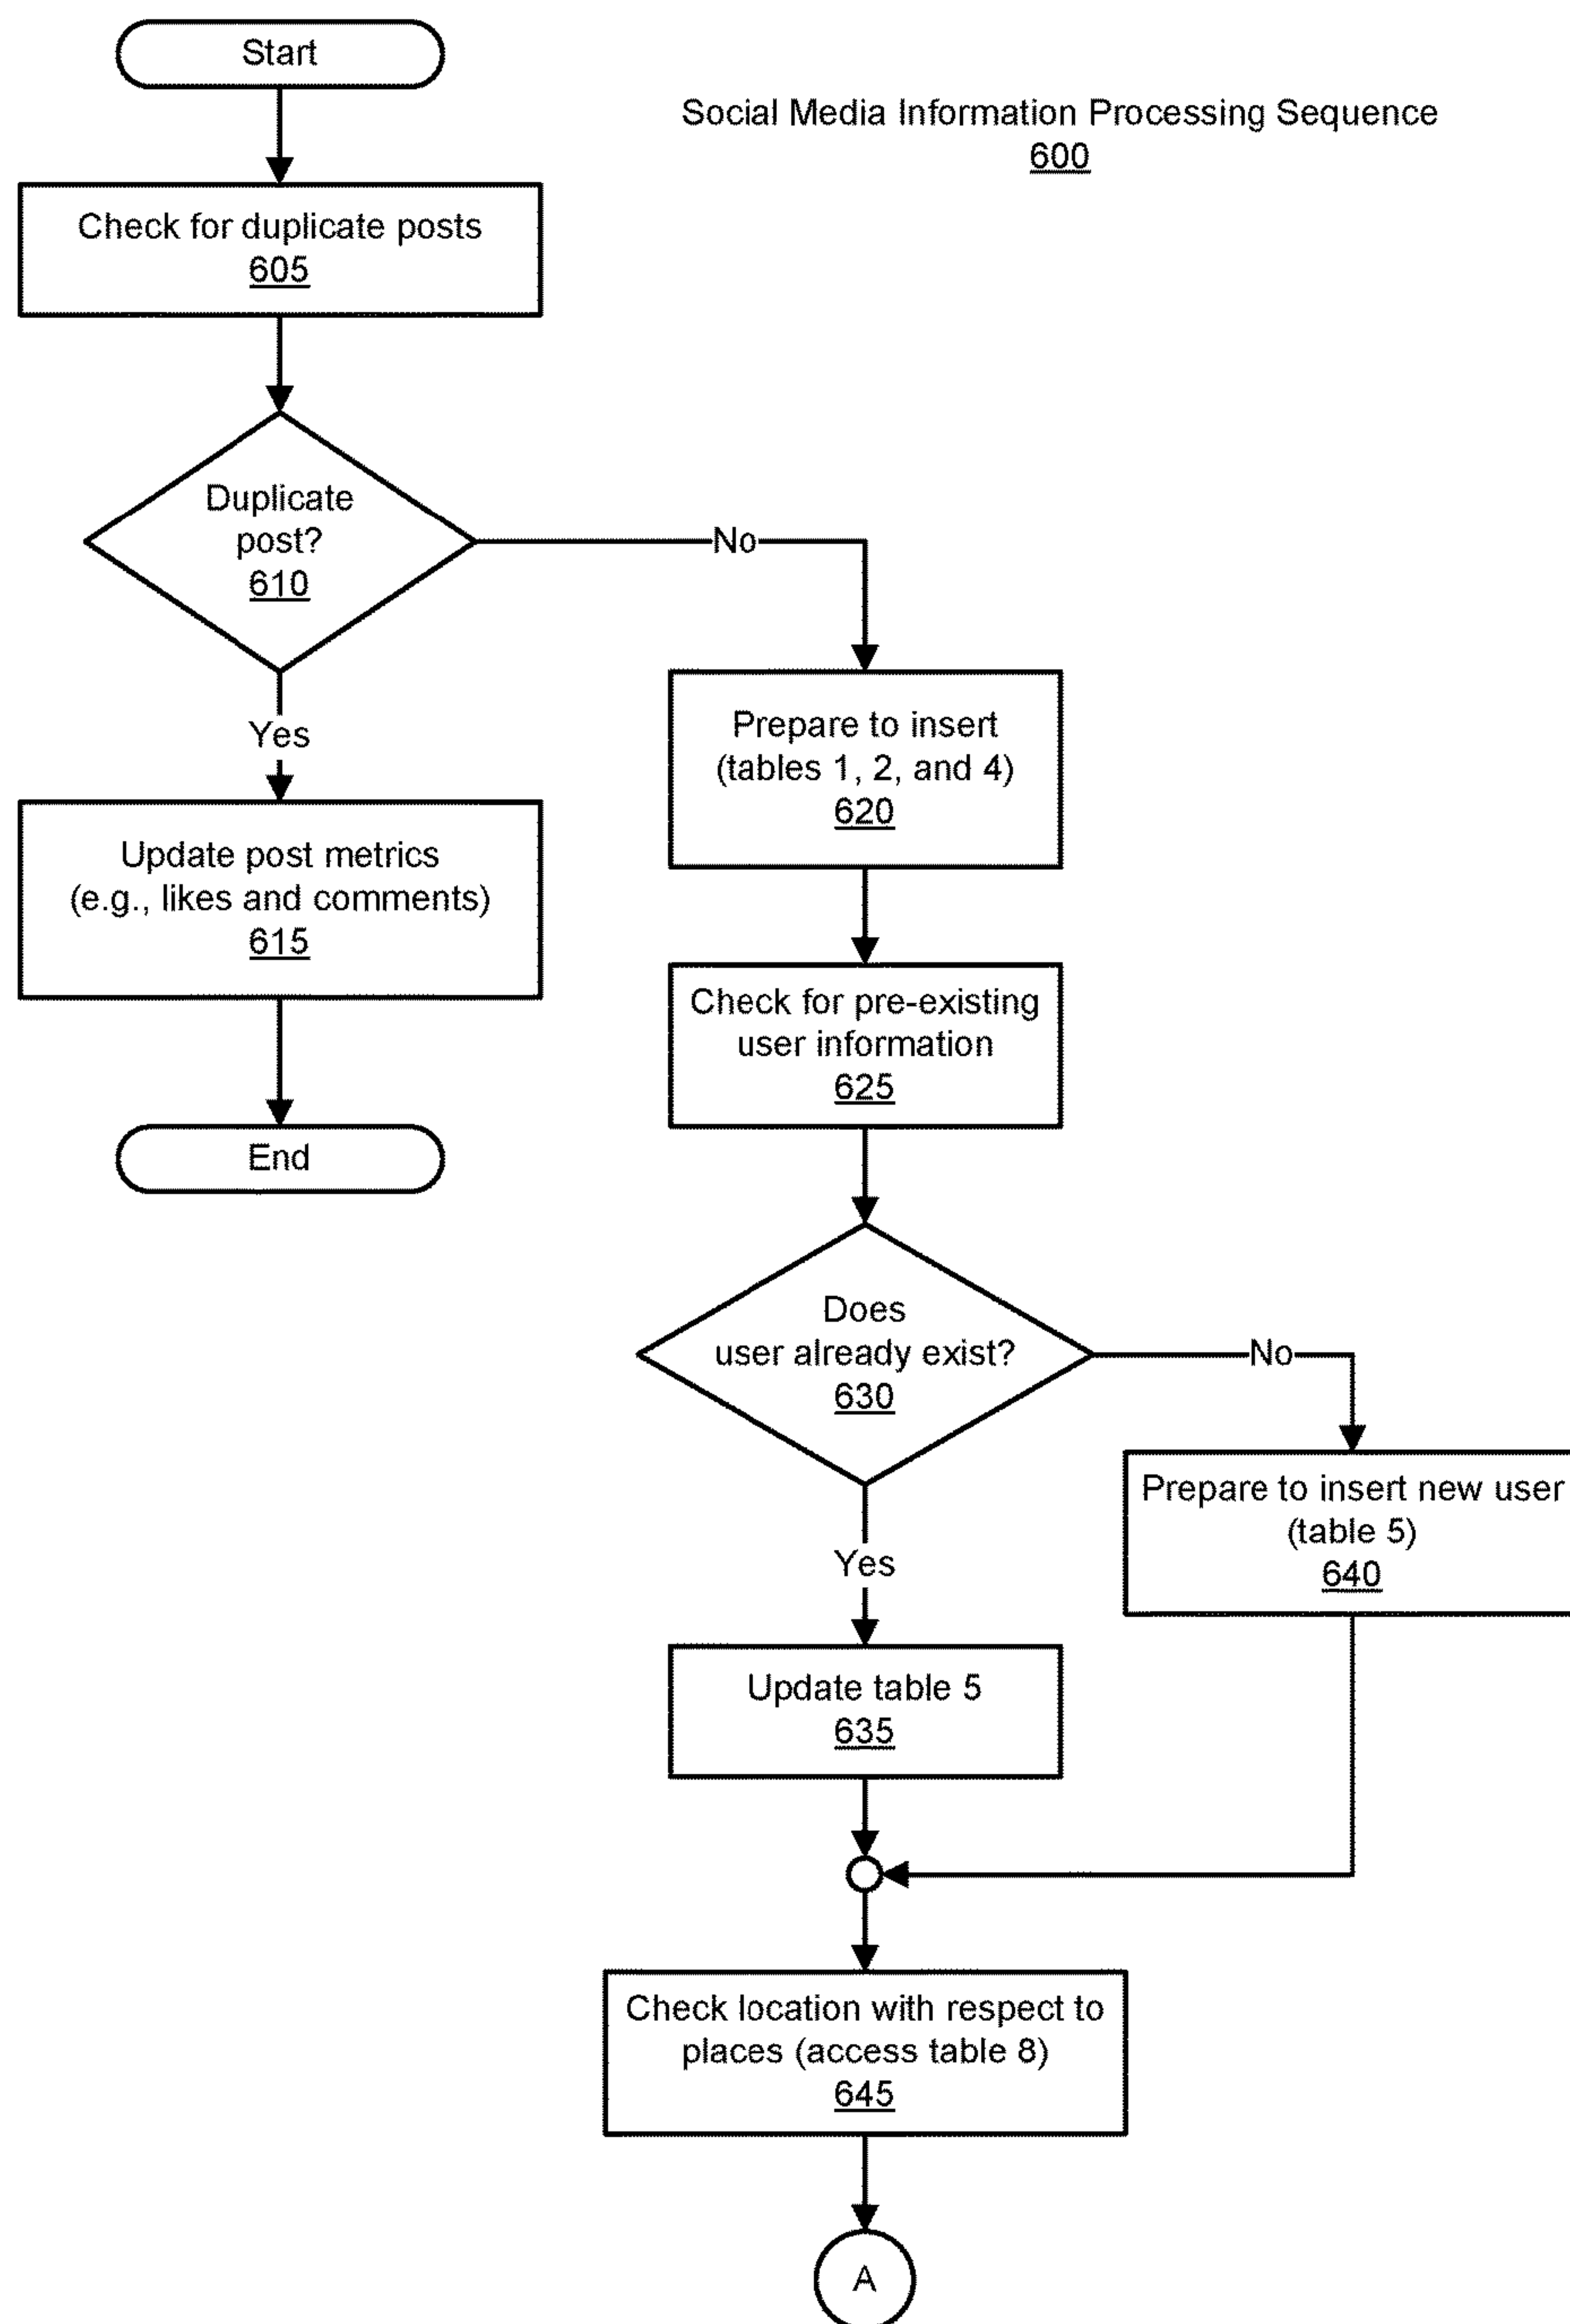 Start
Social Media Information Processing Sequence
600
Check for duplicate posts
605
Duplicate
post?
610
No
Yes
Prepare to insert
(tables 1, 2, and 4)
620
Update post metrics
(e.g., likes and comments)
615
Check for pre-existing
user information
625
End
Does
user already exist?
630
No
Prepare to insert new user
(table 5)
640
Yes
Update table 5
635
Check location with respect to
places (access table 8)
645
A